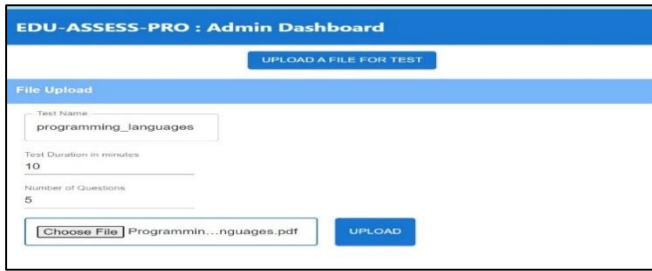 EDU-ASSESS-PRO : Admin Dashboard
UPLOAD A FILE FOR TEST
File Upload
Test Name
programming_languages
Test Duration in minutes
10
Number of Questions
5
Choose File Programmin...nguages.pdf UPLOAD